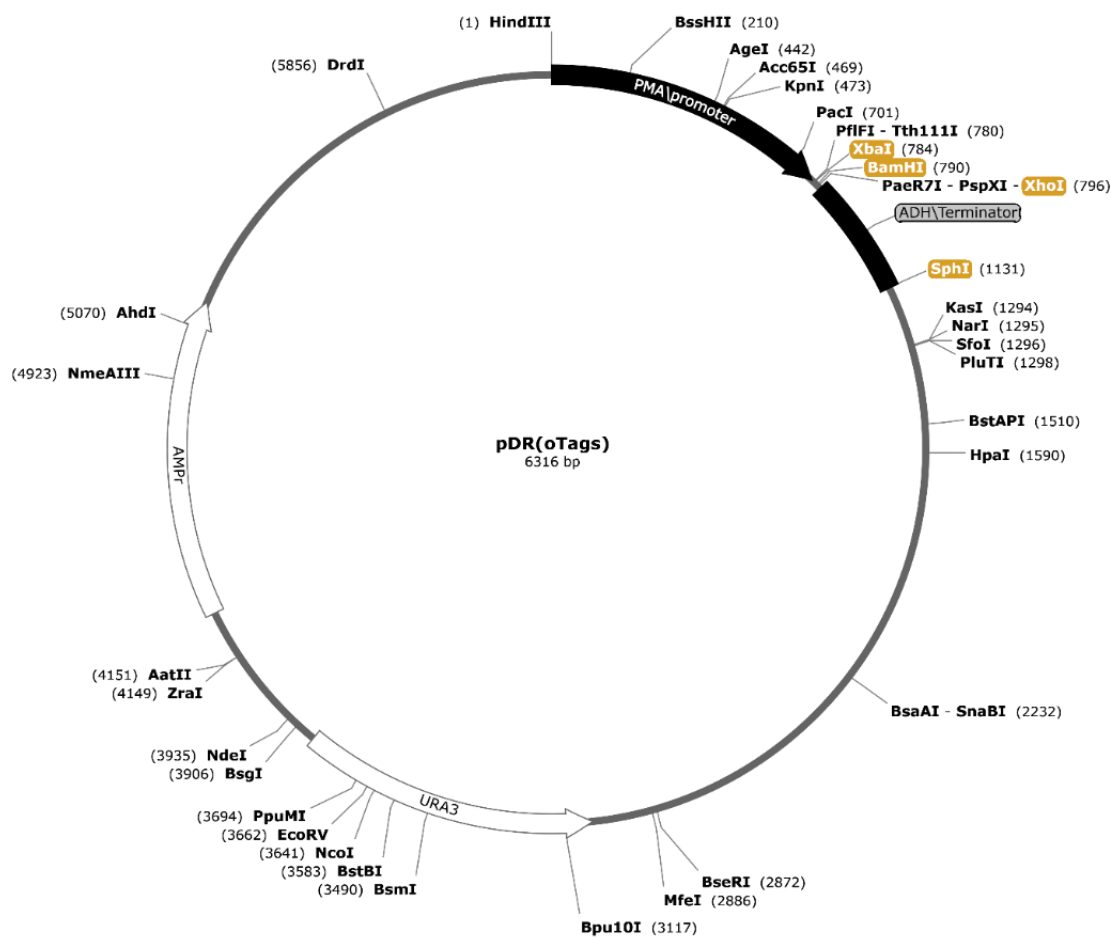 (1) HindIII
BssHII (210)
AgeI (442)
Acc65I (469)
KpnI (473)
PMA\promoter
PacI (701)
PflFI - Tth111I (780)
XbaI (784)
BamHI (790)
PaeR7I - PspXI - XhoI (796)
ADH\Terminator
SphI (1131)
KasI (1294)
NarI (1295)
SfoI (1296)
PluTI (1298)
BstAPI (1510)
HpaI (1590)
BsaAI - SnaBI (2232)
BseRI (2872)
MfeI (2886)
Bpu10I (3117)
URA3
(3490) BsmI
(3583) BstBI
(3641) NcoI
(3662) EcoRV
(3694) PpuMI
(3906) BsgI
(3935) NdeI
(4149) ZraI
(4151) AatII
AMPr
(4923) NmeAIII
(5070) AhdI
(5856) DrdI
pDR(oTags)
6316 bp